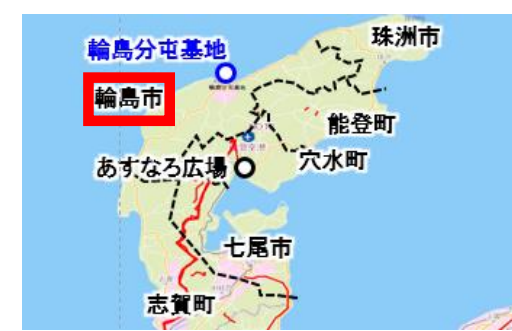 珠洲市
輪島分屯基地
輪島市
能登町
あすなろ広場
穴水町
七尾市
志賀町